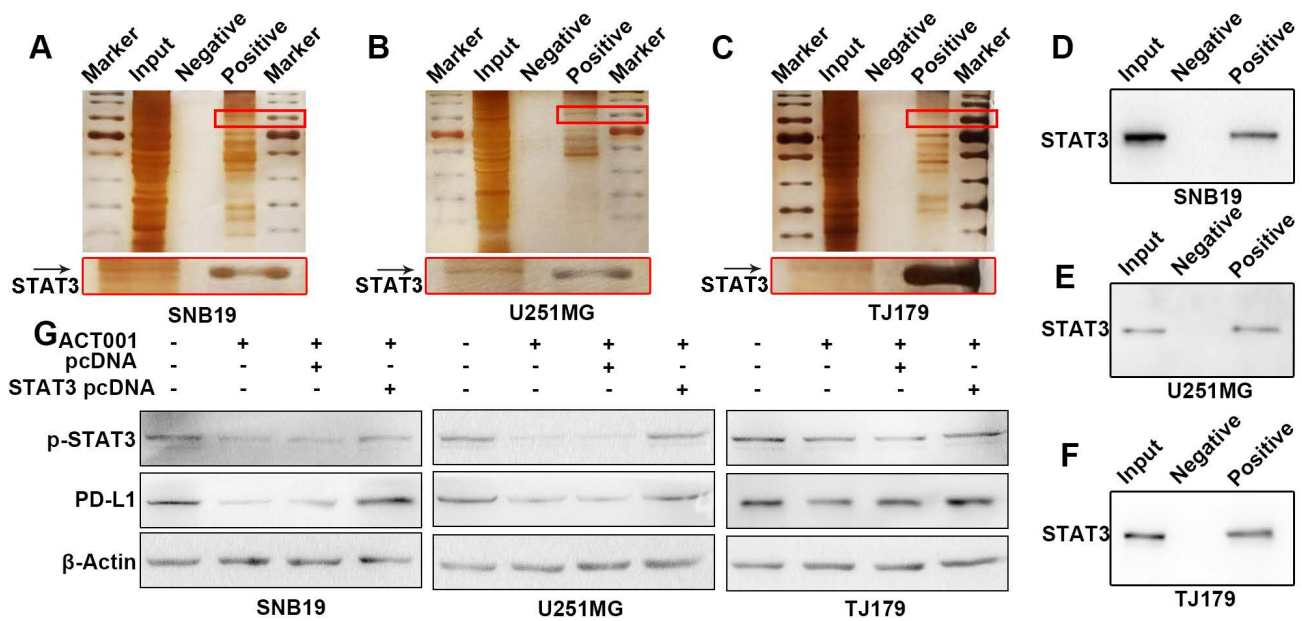 A
Marker Input Negative Positive Marker
STAT3
SNB19
B
Marker Input Negative Positive Marker
STAT3
U251MG
C
Marker Input Negative Positive Marker
STAT3
TJ179
D
Input Negative Positive
STAT3
SNB19
E
Input Negative Positive
STAT3
U251MG
F
Input Negative Positive
STAT3
TJ179
G
ACT001 - + + + - + + + - + + +
pcDNA - - + - - - + - - - + -
STAT3 pcDNA - - - + - - - + - - - +
p-STAT3
PD-L1
β-Actin
SNB19 U251MG TJ179